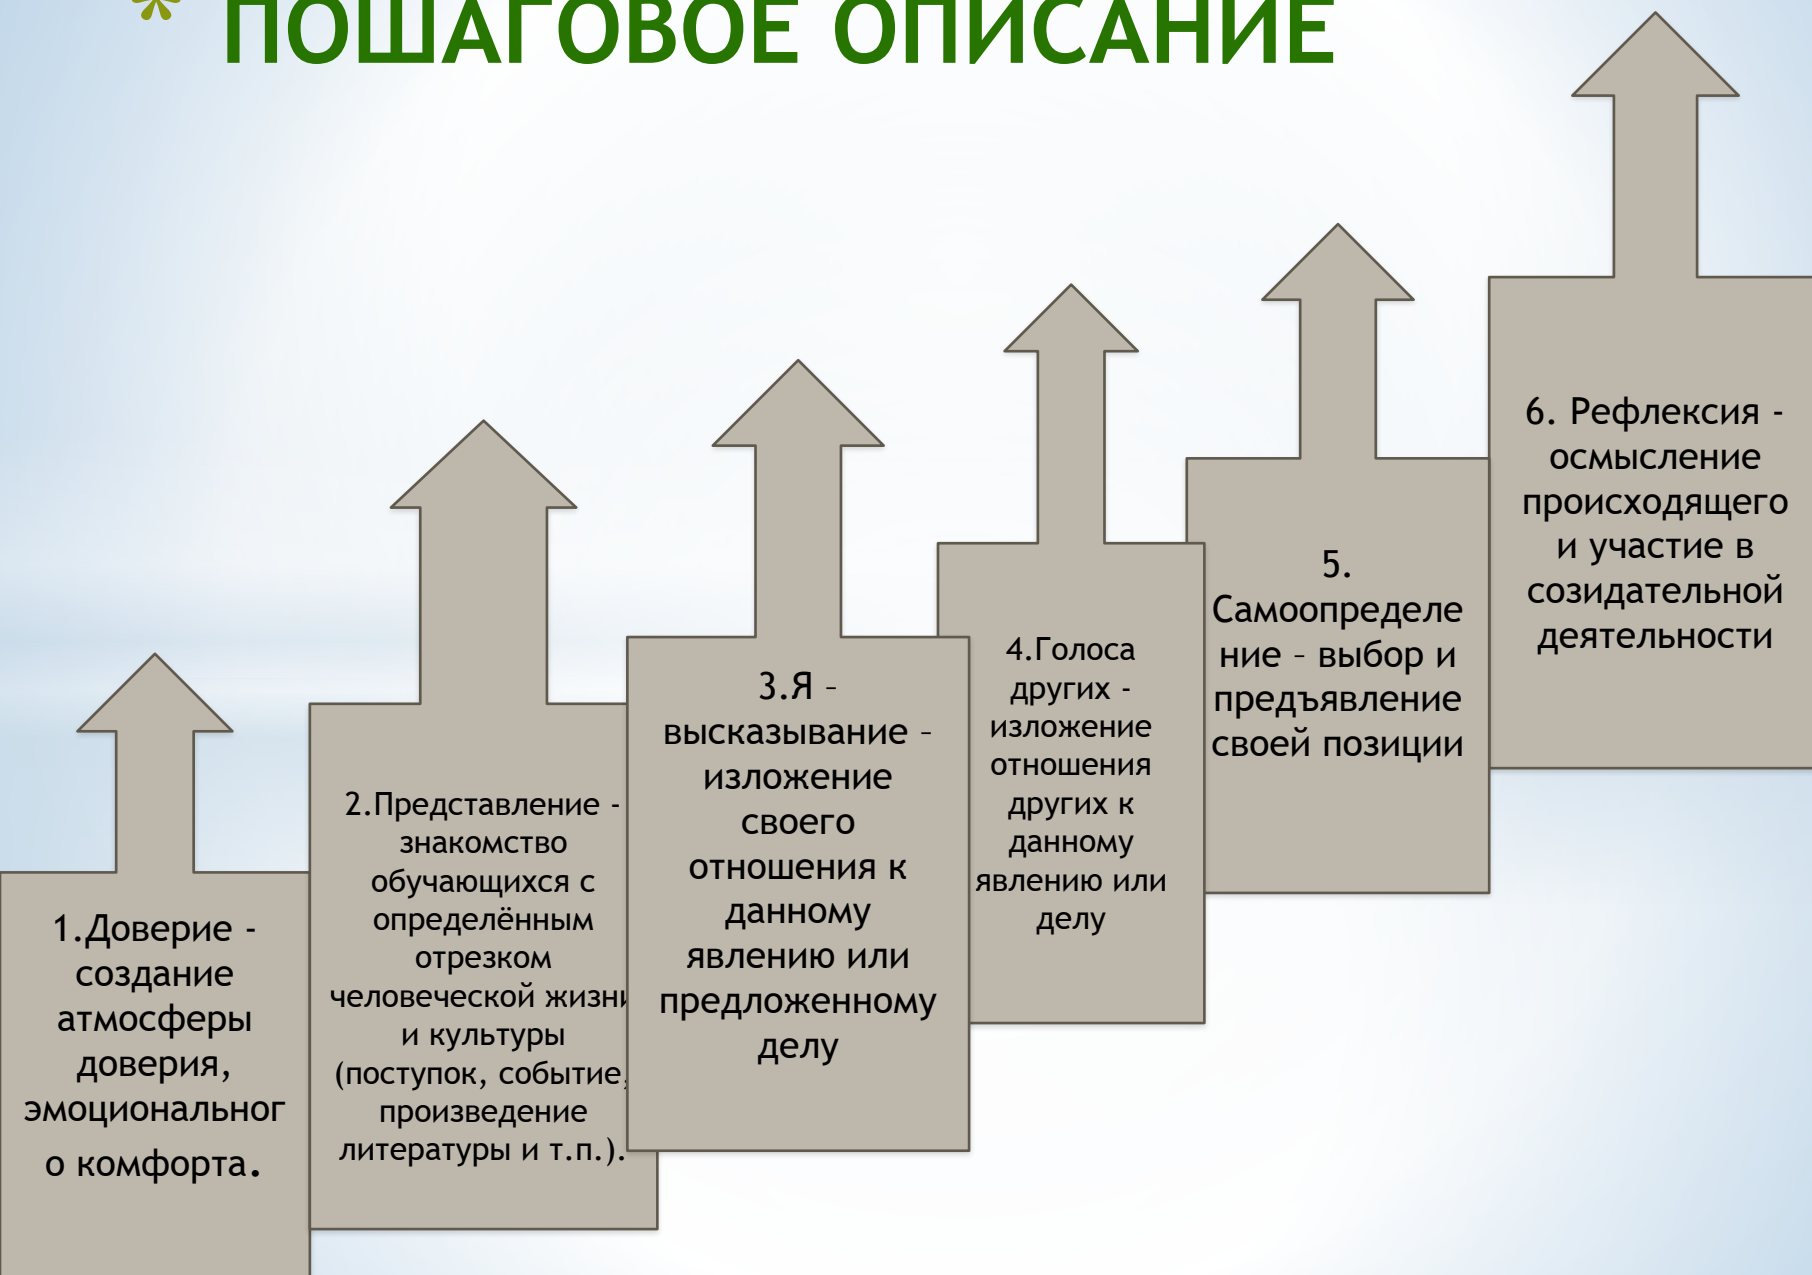 * ПОШАГОВОЕ ОПИСАНИЕ
1.Доверие -
создание
атмосферы
доверия,
эмоциональног
о комфорта.
2.Представление -
знакомство
обучающихся с
определённым
отрезком
человеческой жизни
и культуры
(поступок, событие,
произведение
литературы и т.п.).
3.Я –
высказывание –
изложение
своего
отношения к
данному
явлению или
предложенному
делу
4.Голоса
других -
изложение
отношения
других к
данному
явлению или
делу
5.
Самоопределе
ние – выбор и
предъявление
своей позиции
6. Рефлексия -
осмысление
происходящего
и участие в
созидательной
деятельности